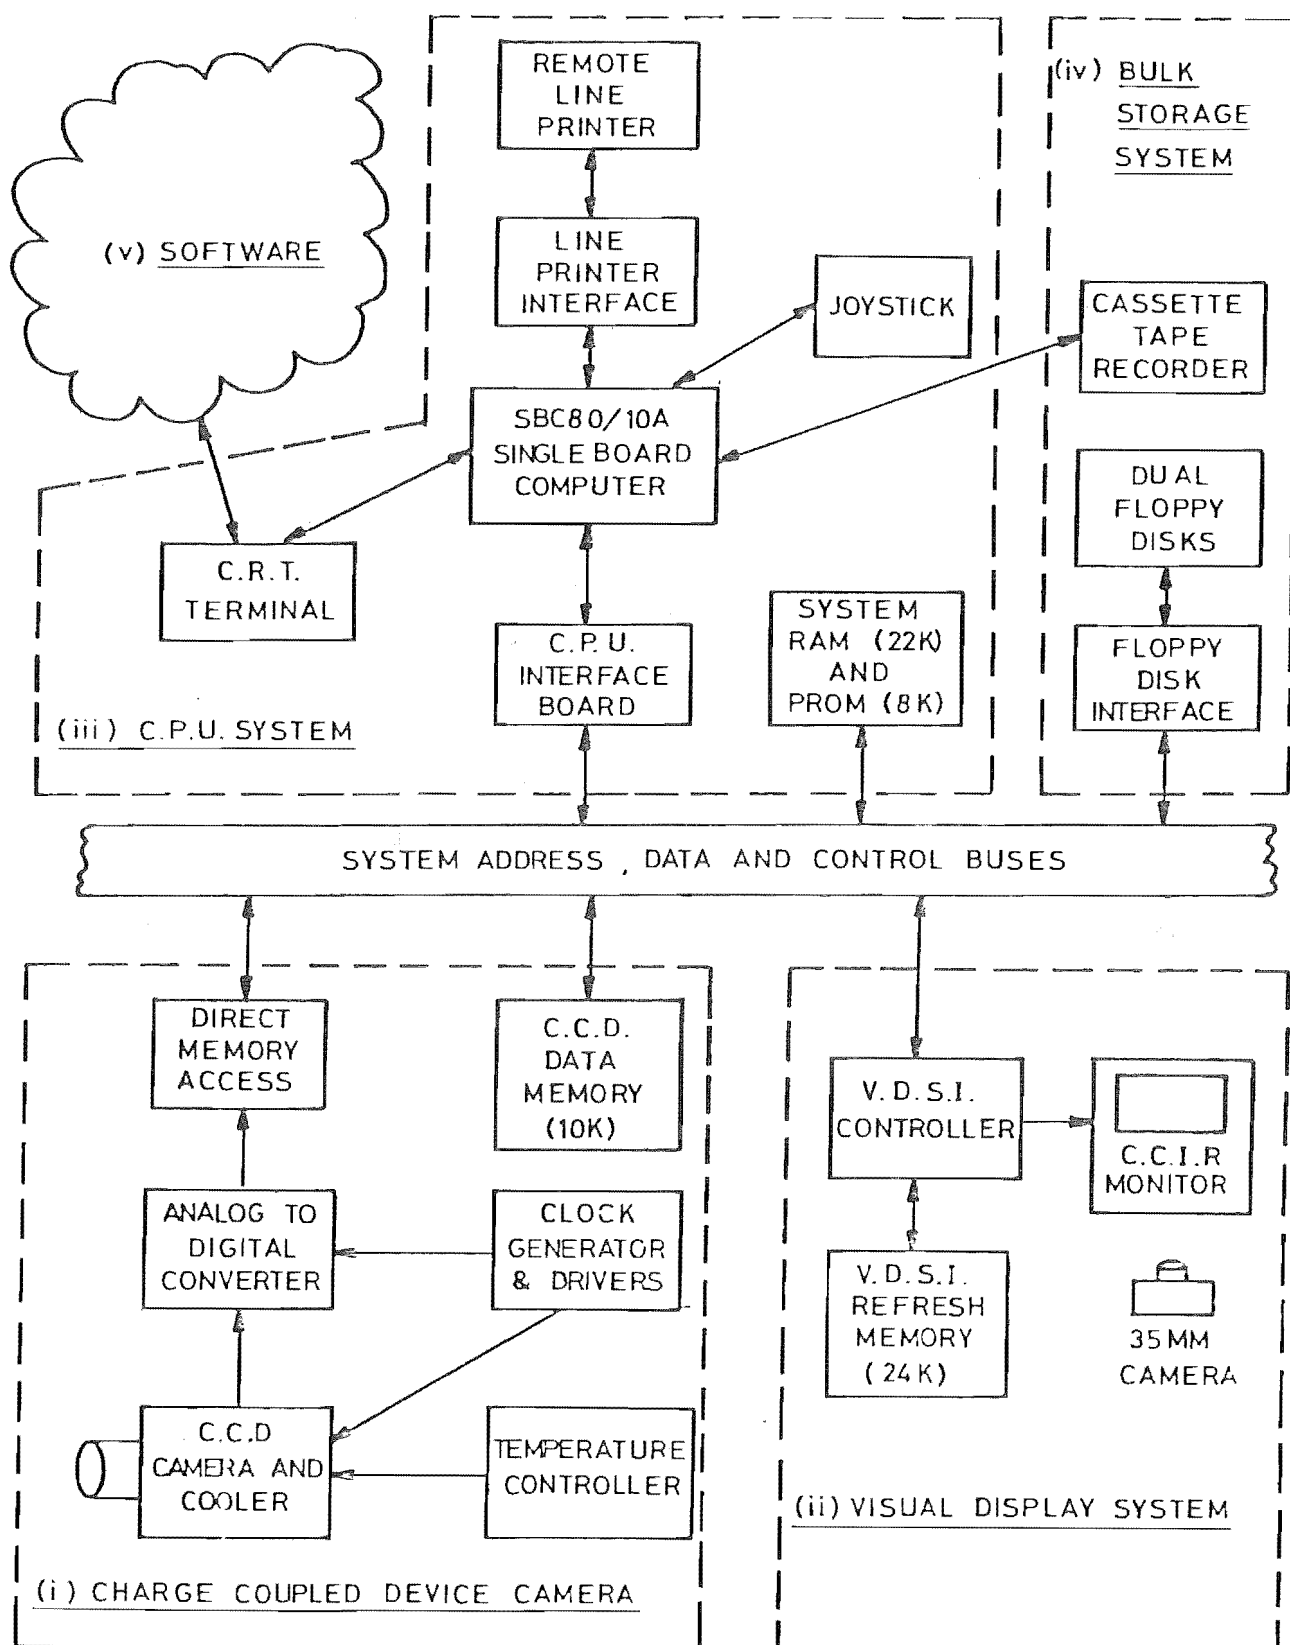 REMOTE
LINE
PRINTER
(iv) BULK
STORAGE
SYSTEM
(v) SOFTWARE
LINE
PRINTER
INTERFACE
JOYSTICK
CASSETTE
TAPE
RECORDER
SBC80/10A
SINGLE BOARD
COMPUTER
DUAL
FLOPPY
DISKS
C.R.T.
TERMINAL
C.P.U.
INTERFACE
BOARD
SYSTEM
RAM (22K)
AND
PROM (8K)
FLOPPY
DISK
INTERFACE
(iii) C.P.U. SYSTEM
SYSTEM ADDRESS, DATA AND CONTROL BUSES
DIRECT
MEMORY
ACCESS
C.C.D.
DATA
MEMORY
(10K)
V.D.S.I.
CONTROLLER
C.C.I.R
MONITOR
ANALOG TO
DIGITAL
CONVERTER
CLOCK
GENERATOR
& DRIVERS
V.D.S.I.
REFRESH
MEMORY
(24K)
35MM
CAMERA
C.C.D
CAMERA AND
COOLER
TEMPERATURE
CONTROLLER
(ii) VISUAL DISPLAY SYSTEM
(i) CHARGE COUPLED DEVICE CAMERA